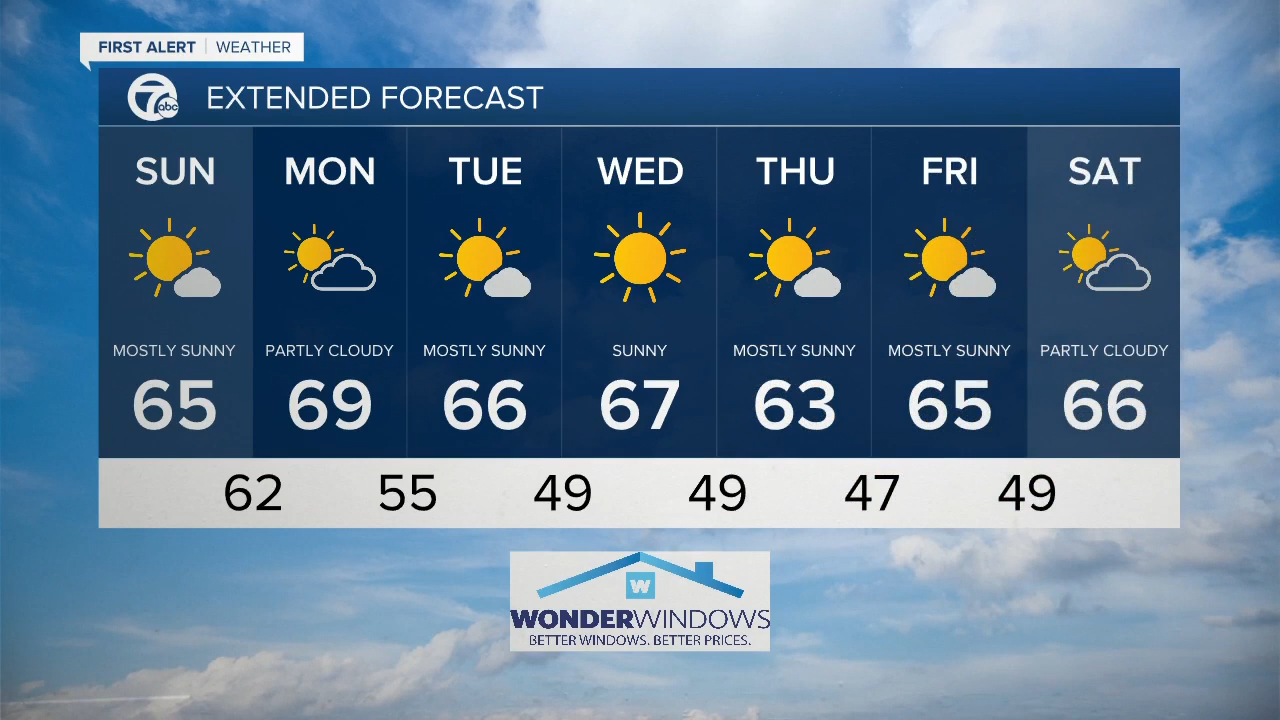 FIRST ALERT | WEATHER
7 abc EXTENDED FORECAST
SUN MON TUE WED THU FRI SAT
MOSTLY SUNNY PARTLY CLOUDY MOSTLY SUNNY SUNNY MOSTLY SUNNY MOSTLY SUNNY PARTLY CLOUDY
65 69 66 67 63 65 66
62 55 49 49 47 49
W
WONDERWINDOWS
BETTER WINDOWS. BETTER PRICES.